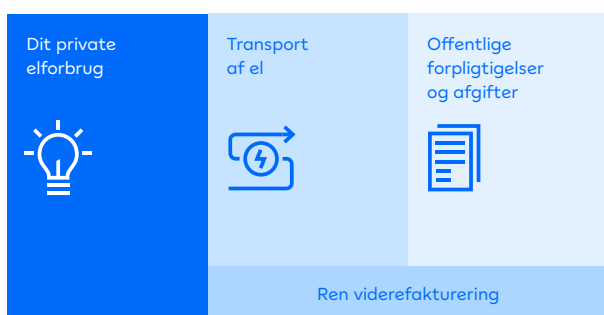 Dit private
elforbrug
Transport
af el
Offentlige
forpligtigelser
og afgifter
Ren viderefakturering